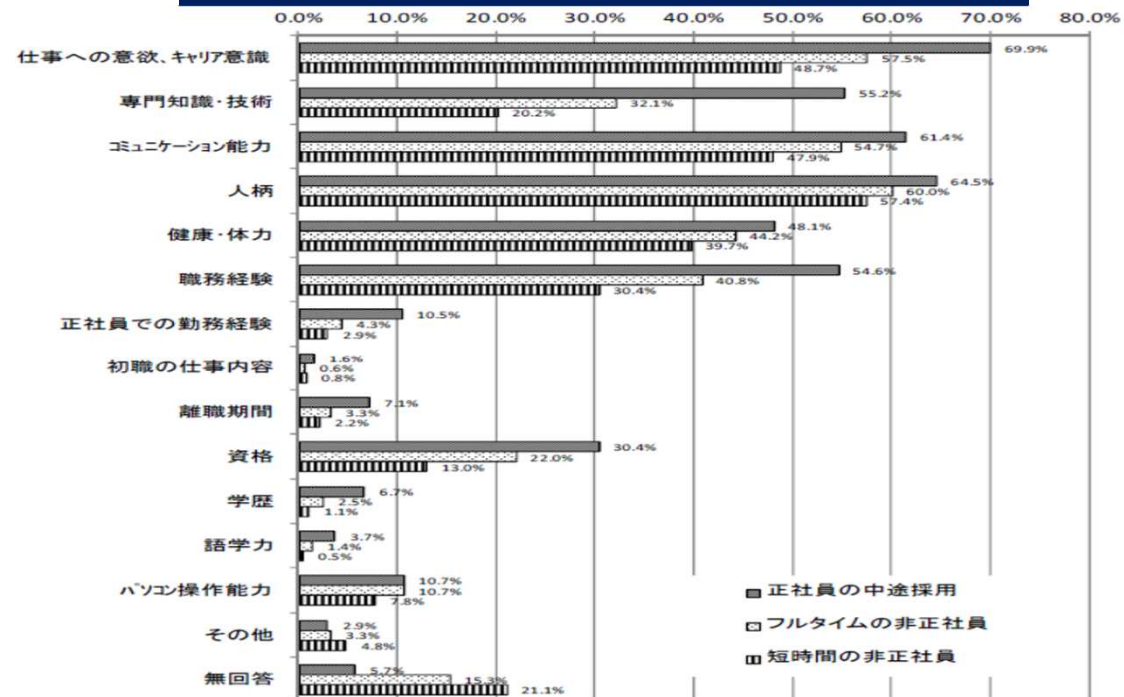 0.0% 10.0% 20.0% 30.0% 40.0% 50.0% 60.0% 70.0% 80.0%
仕事への意欲、キャリア意識
69.9%
57.5%
48.7%
専門知識・技術
55.2%
32.1%
20.2%
コミュニケーション能力
61.4%
54.7%
47.9%
人柄
64.5%
60.0%
57.4%
健康・体力
48.1%
44.2%
39.7%
職務経験
54.6%
40.8%
30.4%
正社員での勤務経験
10.5%
4.3%
2.9%
初職の仕事内容
1.6%
0.6%
0.8%
離職期間
7.1%
3.3%
2.2%
資格
30.4%
22.0%
13.0%
学歴
6.7%
2.5%
1.1%
語学力
3.7%
1.4%
0.5%
パソコン操作能力
10.7%
10.7%
7.8%
その他
2.9%
3.3%
4.8%
無回答
5.7%
15.3%
21.1%
正社員の中途採用
フルタイムの非正社員
短時間の非正社員